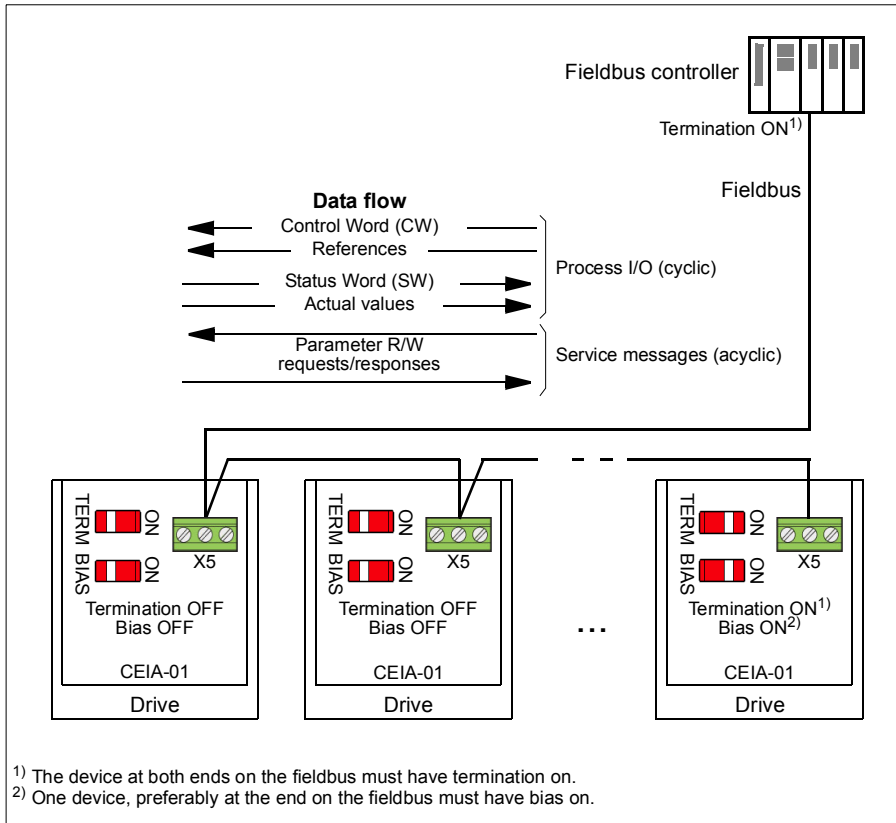 Fieldbus controller
Termination ON1)
Fieldbus
Data flow
Control Word (CW)
References
Process I/O (cyclic)
Status Word (SW)
Actual values
Parameter R/W
requests/responses
Service messages (acyclic)
TERM
ON
BIAS
ON
X5
Termination OFF
Bias OFF
CEIA-01
Drive
TERM
ON
BIAS
ON
X5
Termination OFF
Bias OFF
CEIA-01
Drive
...
TERM
ON
BIAS
ON
X5
Termination ON1)
Bias ON2)
CEIA-01
Drive
1) The device at both ends on the fieldbus must have termination on.
2) One device, preferably at the end on the fieldbus must have bias on.